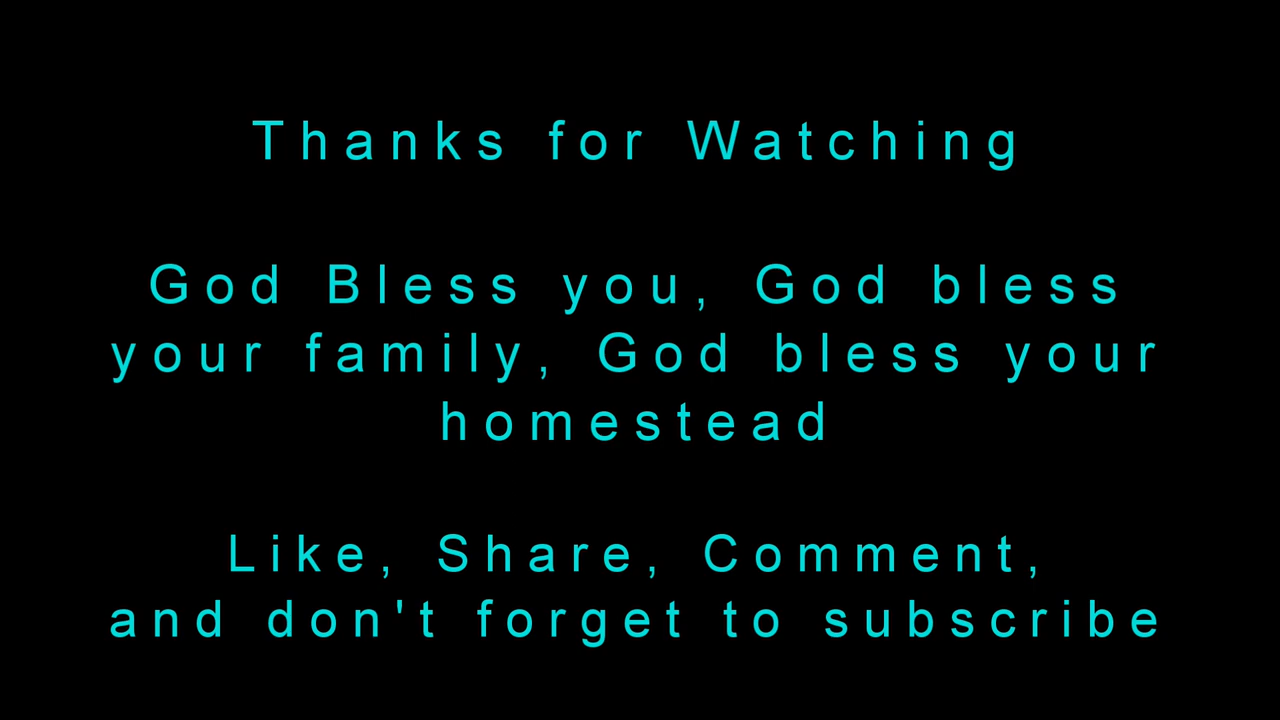 Thanks for Watching
God Bless you, God bless
your family, God bless your
homestead
Like, Share, Comment,
and don't forget to subscribe